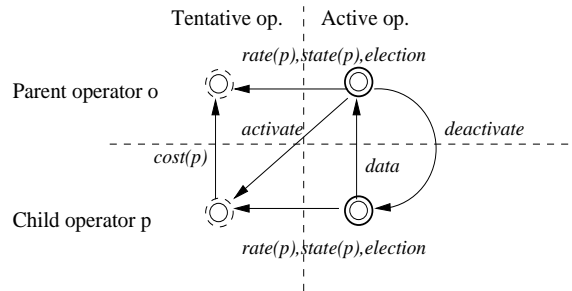 Tentative op. Active op.
rate(p),state(p),election
Parent operator o
activate
deactivate
cost(p)
data
Child operator p
rate(p),state(p),election